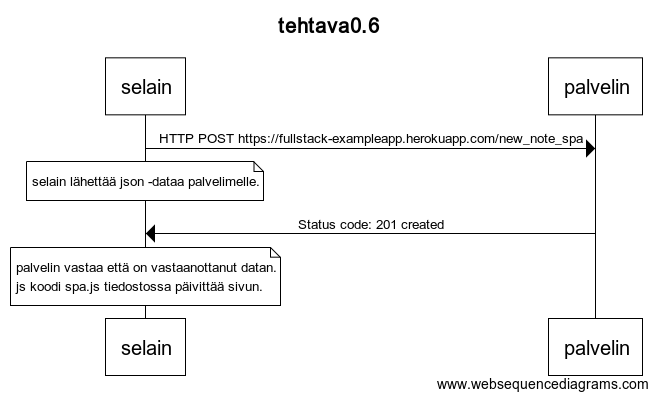 tehtava0.6
selain
palvelin
HTTP POST https://fullstack-exampleapp.herokuapp.com/new_note_spa
selain lähettää json -dataa palvelimelle.
Status code: 201 created
palvelin vastaa että on vastaanottanut datan.
js koodi spa.js tiedostossa päivittää sivun.
selain
palvelin
www.websequencediagrams.com